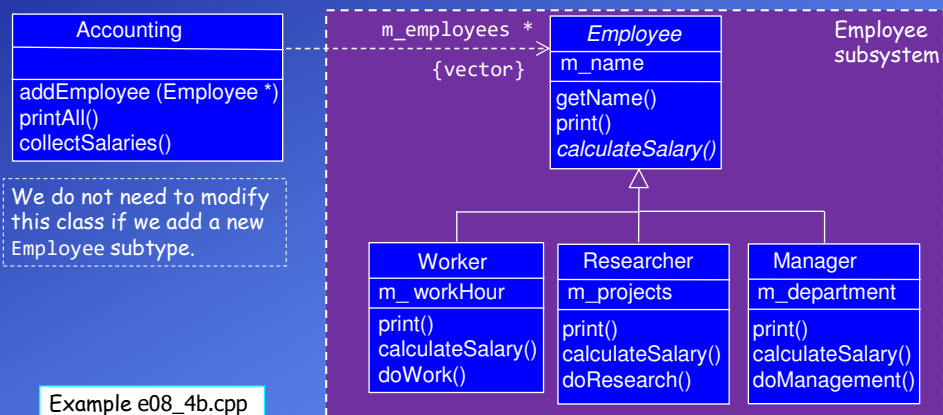 Accounting
addEmployee (Employee *)
printAll()
collectSalaries()
We do not need to modify
this class if we add a new
Employee subtype.
m_employees *
{vector}
Employee
subsystem
Employee
m_name
getName()
print()
calculateSalary()
Worker
m_ workHour
print()
calculateSalary()
doWork()
Researcher
m_projects
print()
calculateSalary()
doResearch()
Manager
m_department
print()
calculateSalary()
doManagement()
Example e08_4b.cpp